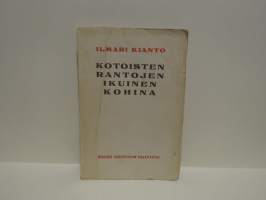 ILMARI KIANTO
KOTOISTEN
RANTOJEN
IKUINEN
KOHINA